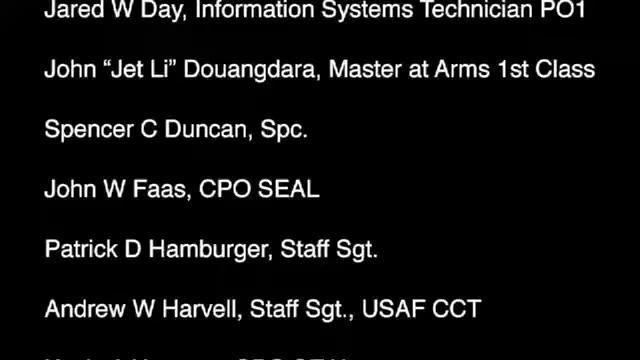 Jared W Day, Information Systems Technician PO1
John “Jet Li” Douangdara, Master at Arms 1st Class
Spencer C Duncan, Spc.
John W Faas, CPO SEAL
Patrick D Hamburger, Staff Sgt.
Andrew W Harvell, Staff Sgt., USAF CCT